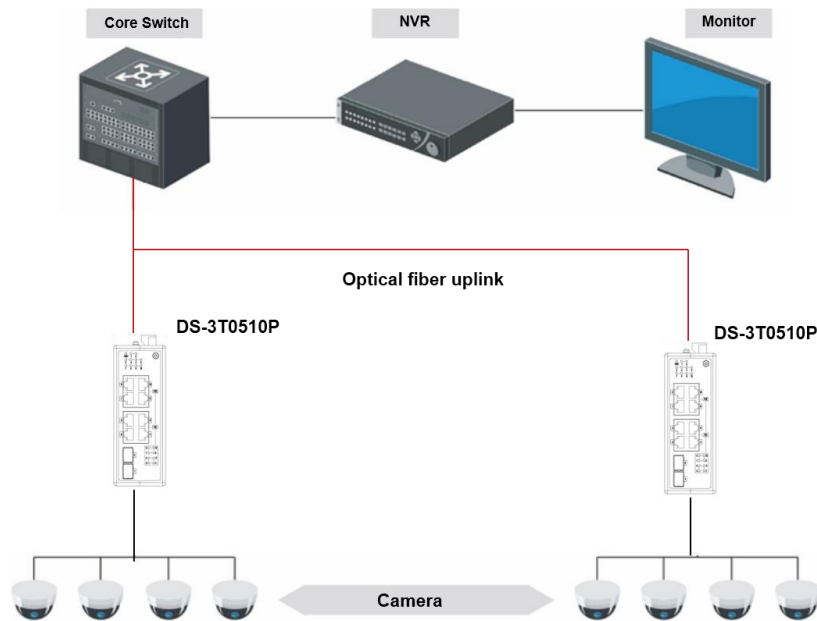 Core Switch
NVR
Monitor
Optical fiber uplink
DS-3T0510P
DS-3T0510P
Camera